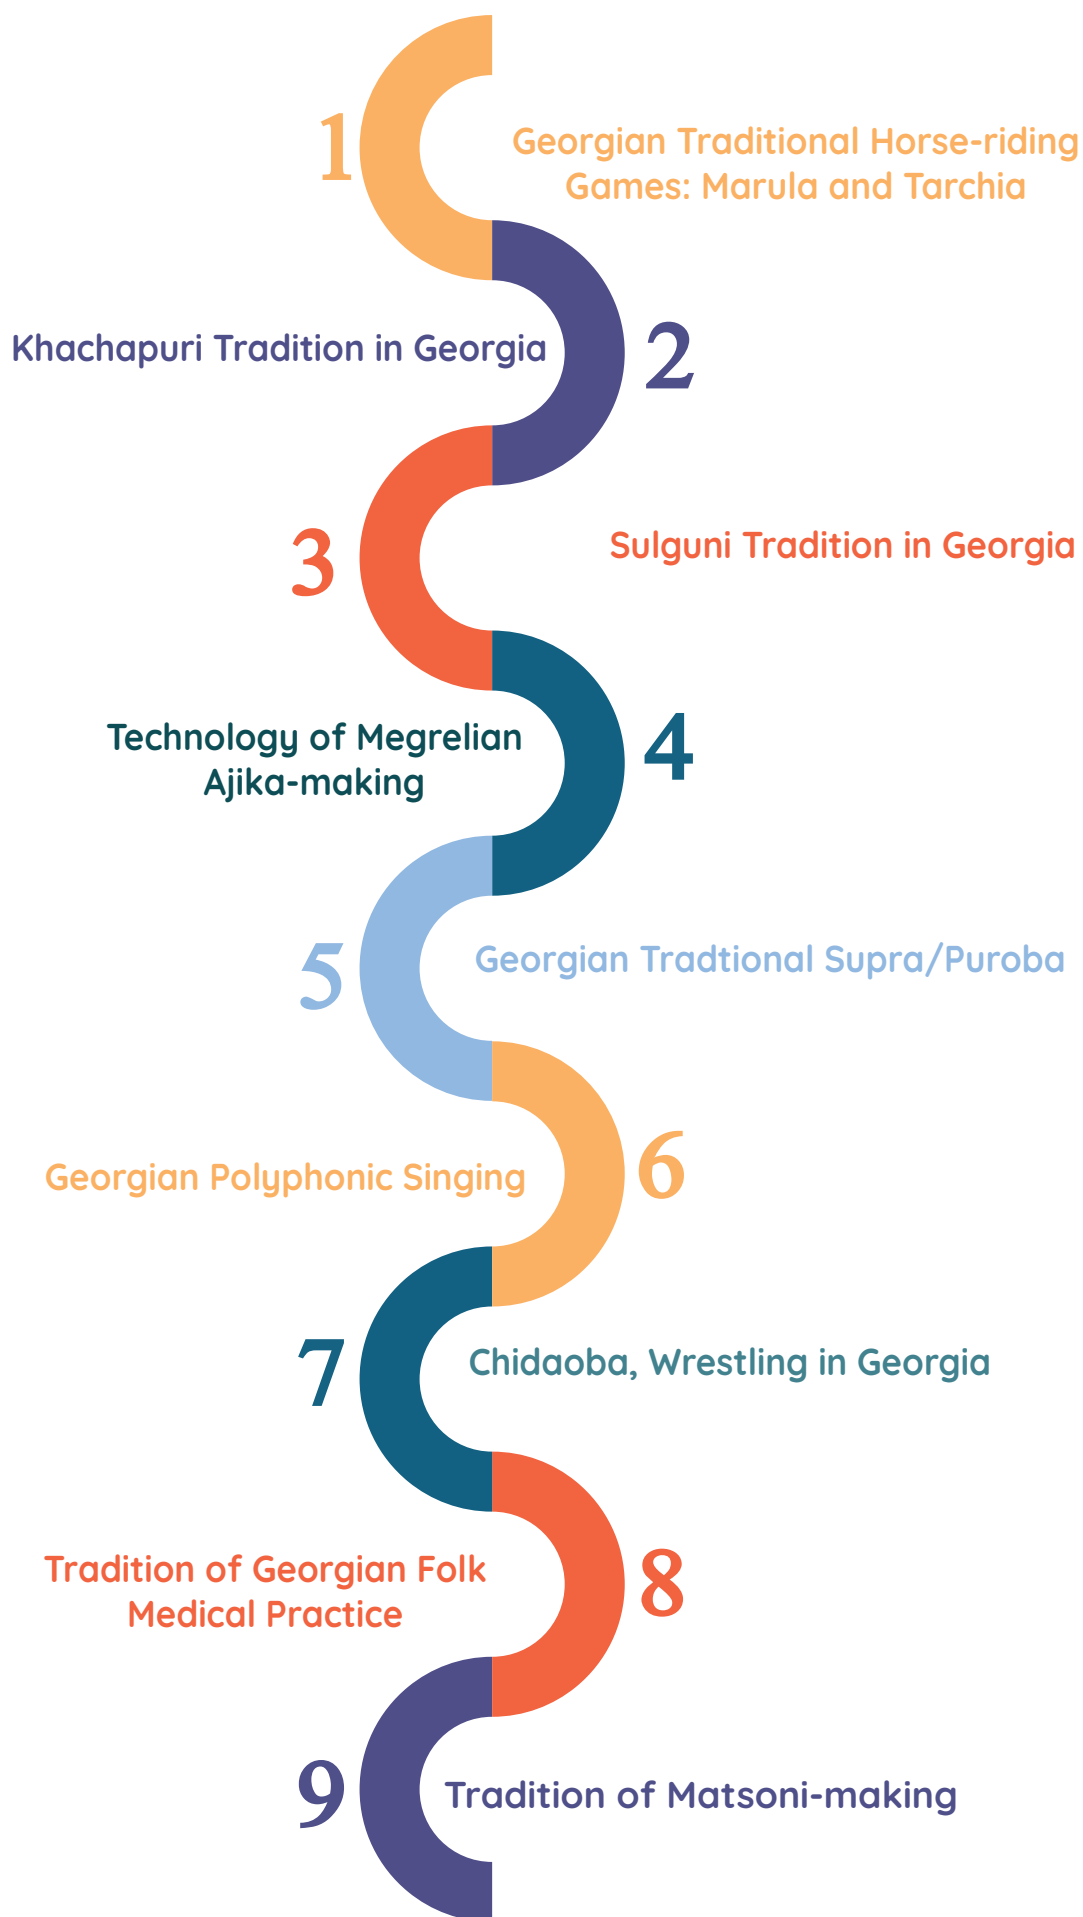 1
Georgian Traditional Horse-riding
Games: Marula and Tarchia
Khachapuri Tradition in Georgia
2
3
Sulguni Tradition in Georgia
Technology of Megrelian
Ajika-making
4
5
Georgian Tradtional Supra/Puroba
Georgian Polyphonic Singing
6
7
Chidaoba, Wrestling in Georgia
Tradition of Georgian Folk
Medical Practice
8
9
Tradition of Matsoni-making